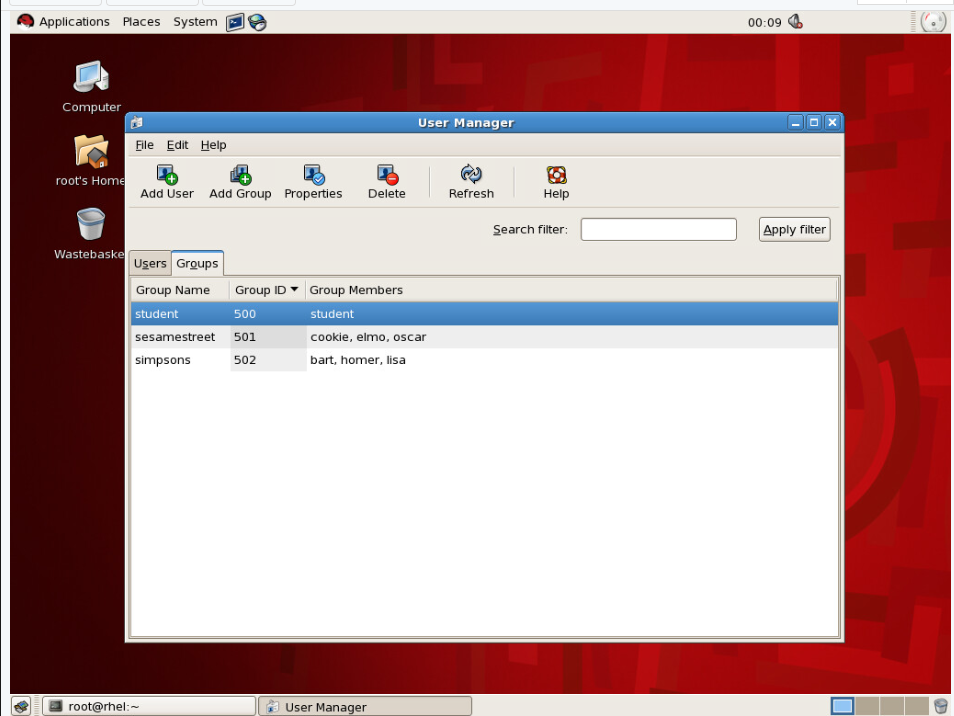 Applications Places System 00:09
Computer
User Manager
File Edit Help
root's Home
Add User Add Group Properties Delete Refresh Help
Search filter: Apply filter
Wastebaske
Users Groups
Group Name Group ID Group Members
student 500 student
sesamestreet 501 cookie, elmo, oscar
simpsons 502 bart, homer, lisa
root@rhel:~ User Manager